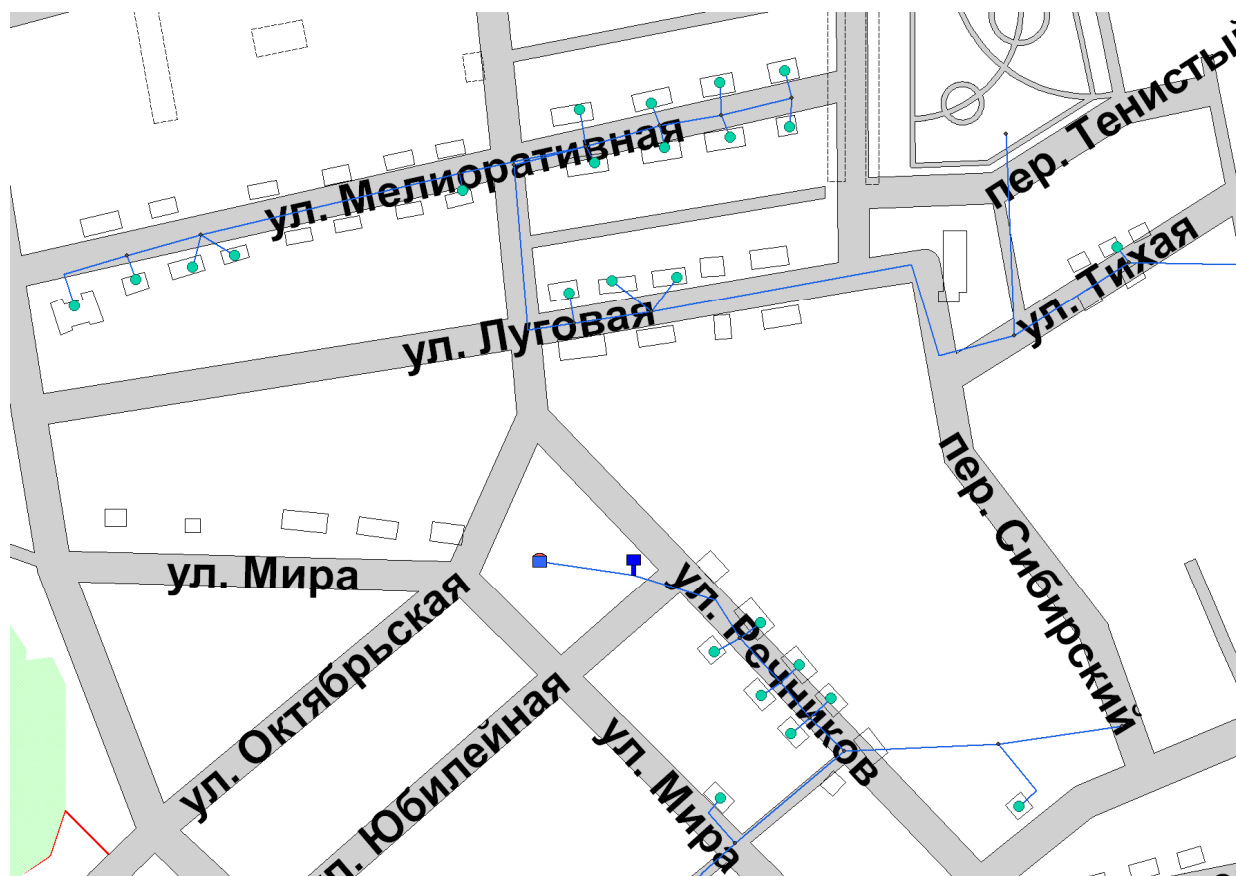 пер. Тенистый
ул. Мелиоративная
ул. Тихая
ул. Луговая
пер. Сибирский
ул. Мира
ул. Октябрьская
ул. Речников
ул. Юбилейная
ул. Мира